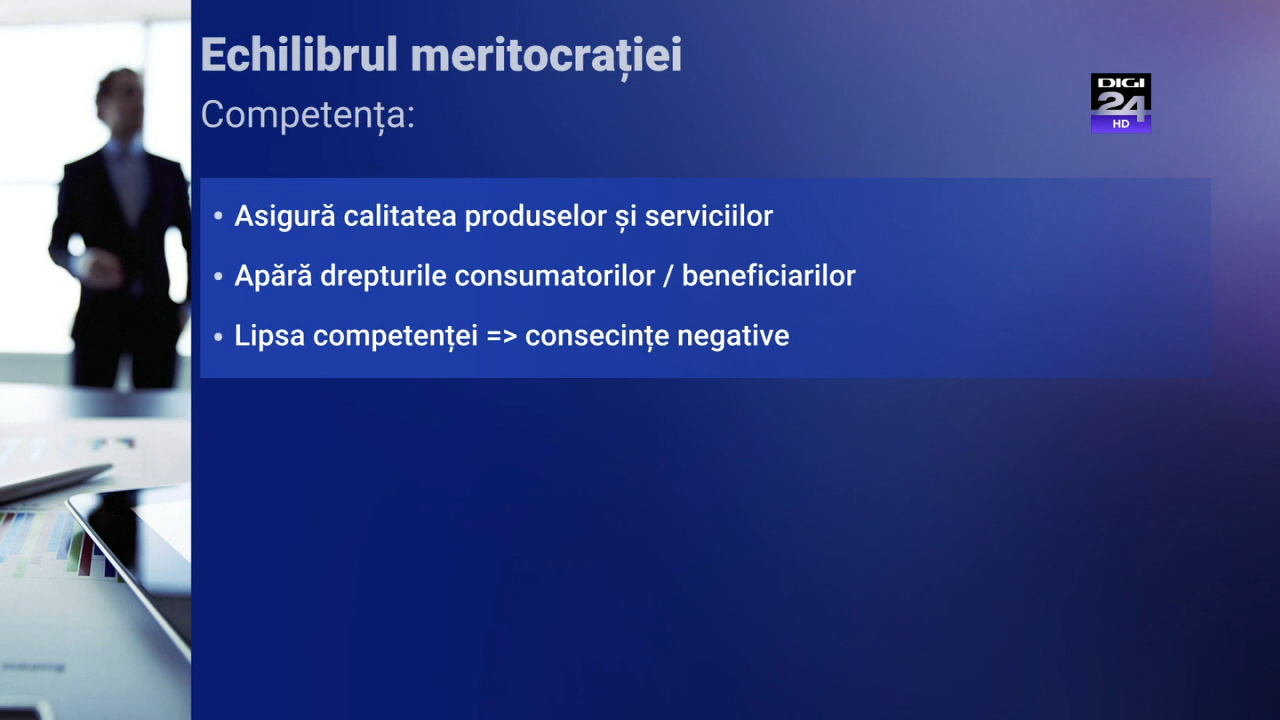 Echilibrul meritocrației
Competența:
DIGI
24
HD
• Asigură calitatea produselor și serviciilor
• Apără drepturile consumatorilor / beneficiarilor
• Lipsa competenței => consecințe negative